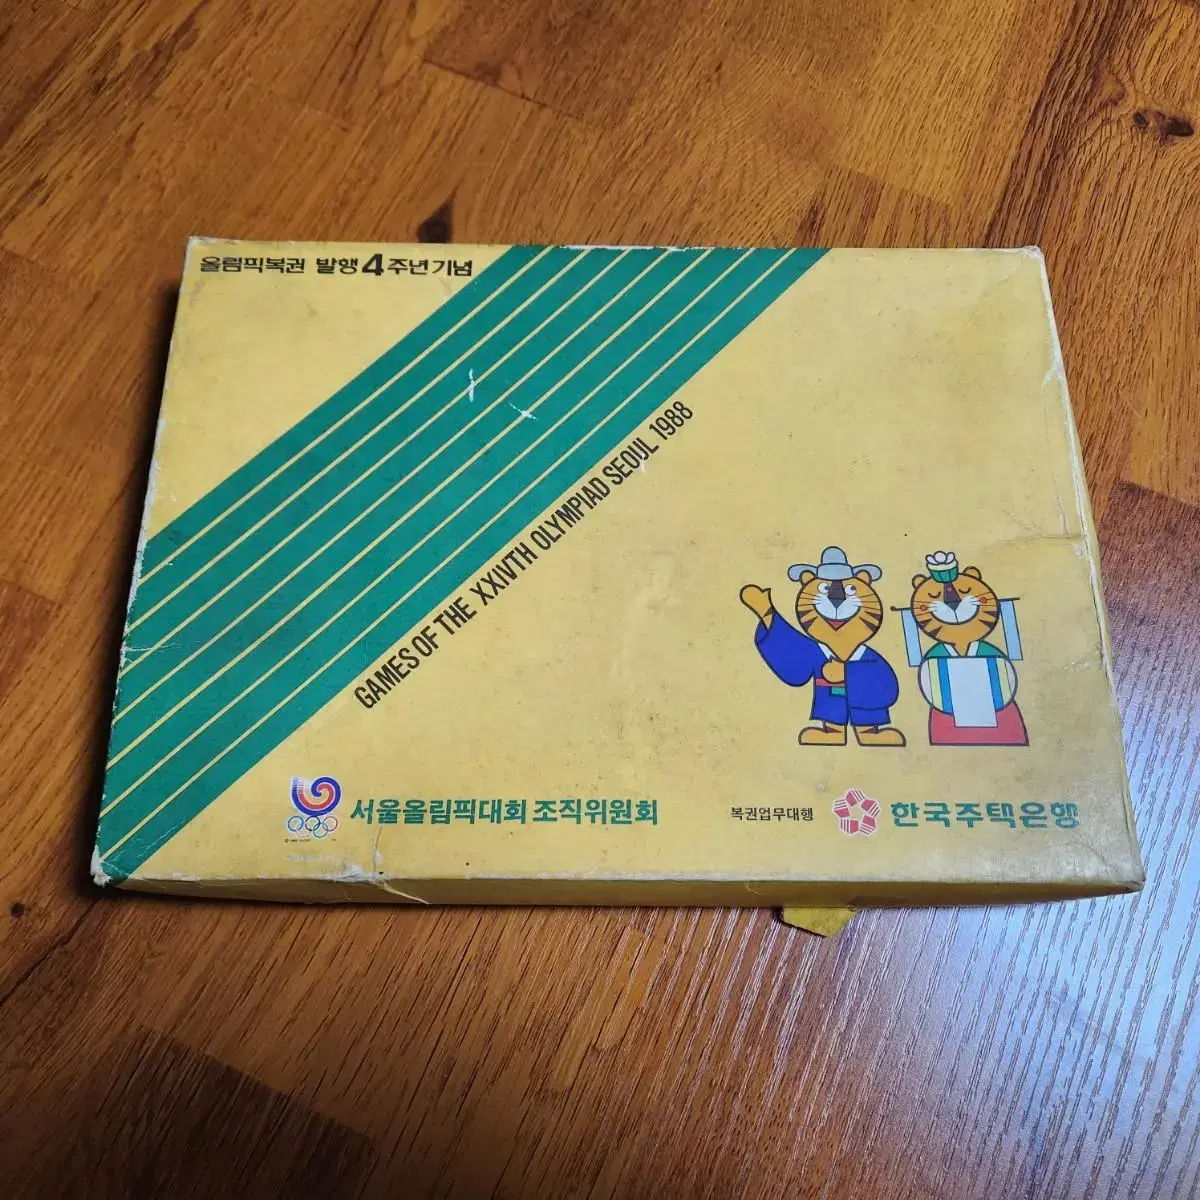 올림픽복권 발행 4주년 기념
GAMES OF THE XXIVTH OLYMPIAD SEOUL 1988
서울올림픽대회 조직위원회
복권업무대행 한국주택은행